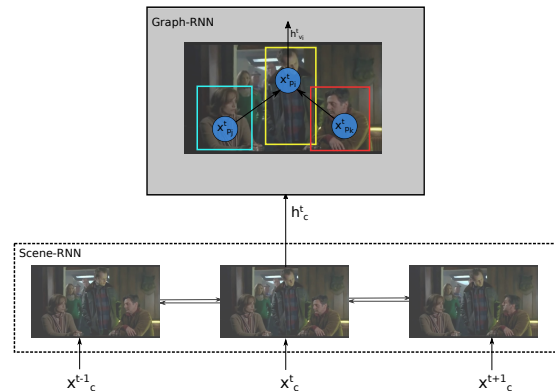 Graph-RNN
h^t_{v_i}
x^t_{p_i}
x^t_{p_j}
x^t_{p_k}
h^t_c
Scene-RNN
x^{t-1}_c
x^t_c
x^{t+1}_c